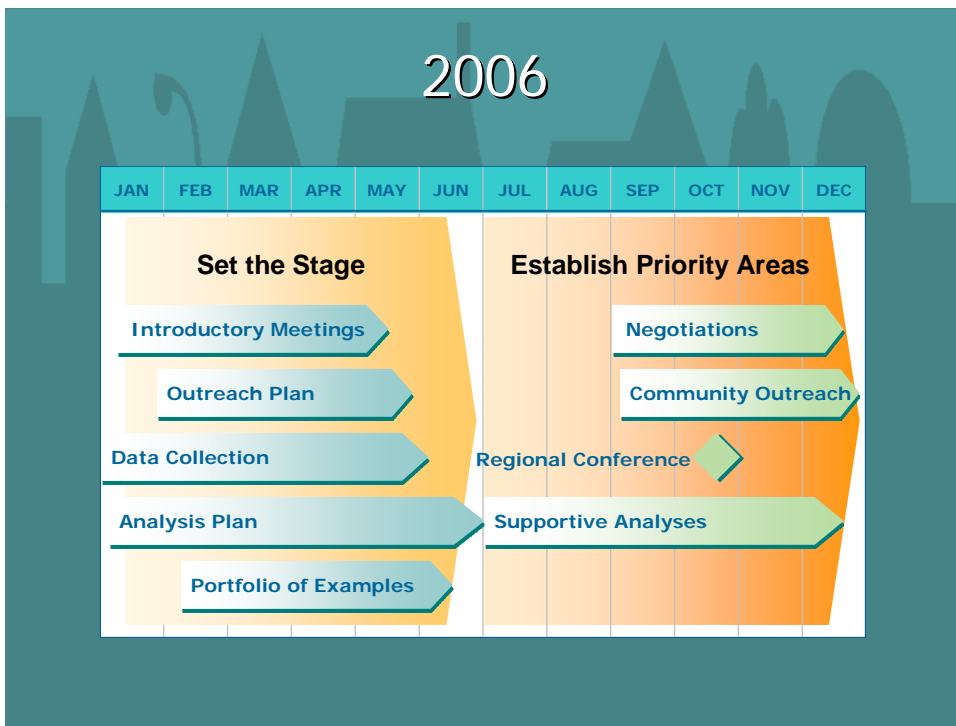 2006
JAN FEB MAR APR MAY JUN JUL AUG SEP OCT NOV DEC
Set the Stage
Establish Priority Areas
Introductory Meetings
Negotiations
Outreach Plan
Community Outreach
Data Collection
Regional Conference
Analysis Plan
Supportive Analyses
Portfolio of Examples